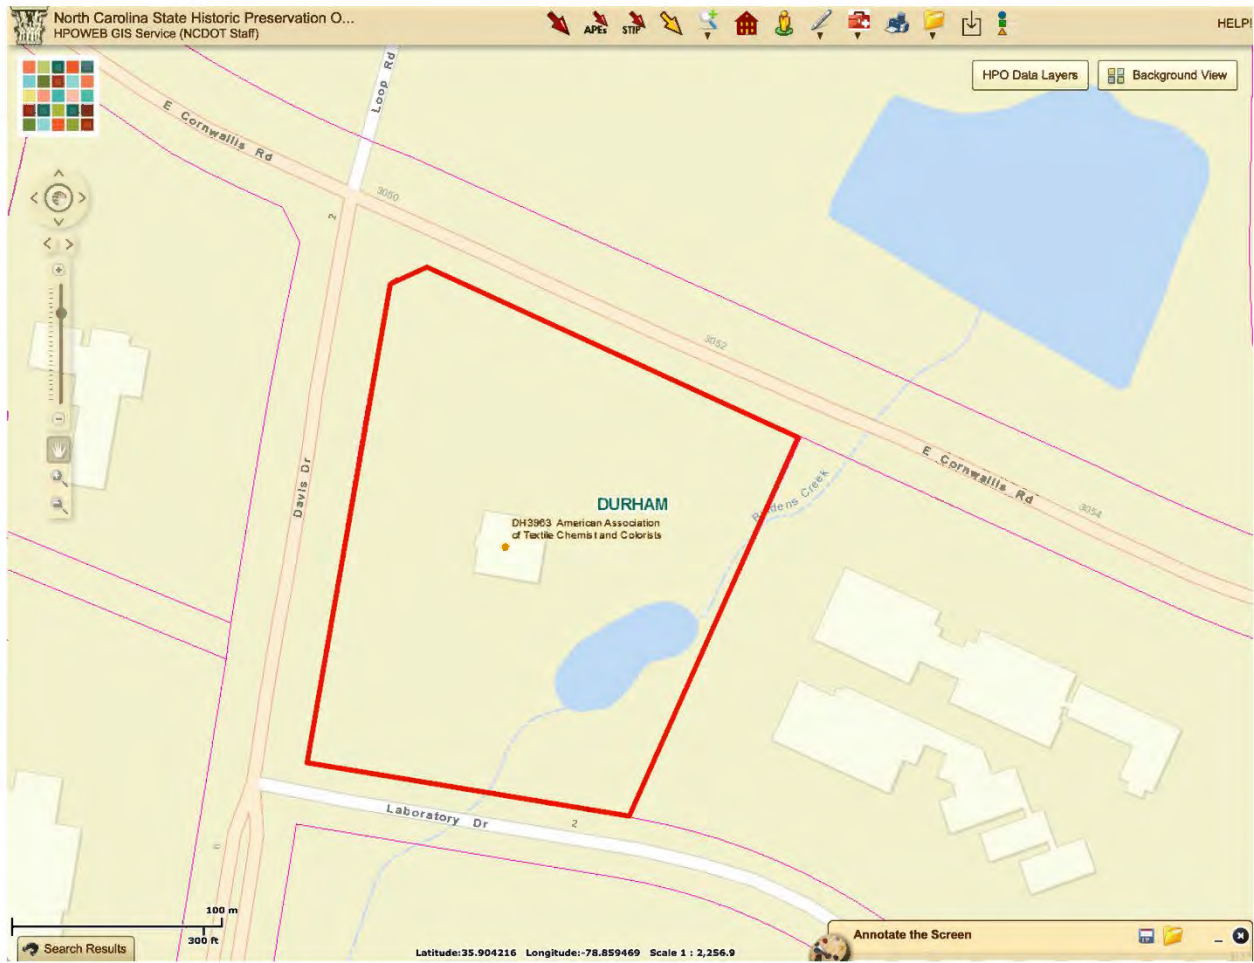 North Carolina State Historic Preservation O...
HPOWEB GIS Service (NCDOT Staff)
APEs
STIP
HELP
HPO Data Layers
Background View
Loop Rd
E Cornwallis Rd
3050
2
3052
Davis Dr
E Cornwallis Rd
DURHAM
Burdens Creek
3054
DH3963 American Association
of Textile Chemist and Colorists
Laboratory Dr
2
100 m
300 ft
Search Results
Latitude:35.904216 Longitude:-78.859469 Scale 1 : 2,256.9
Annotate the Screen